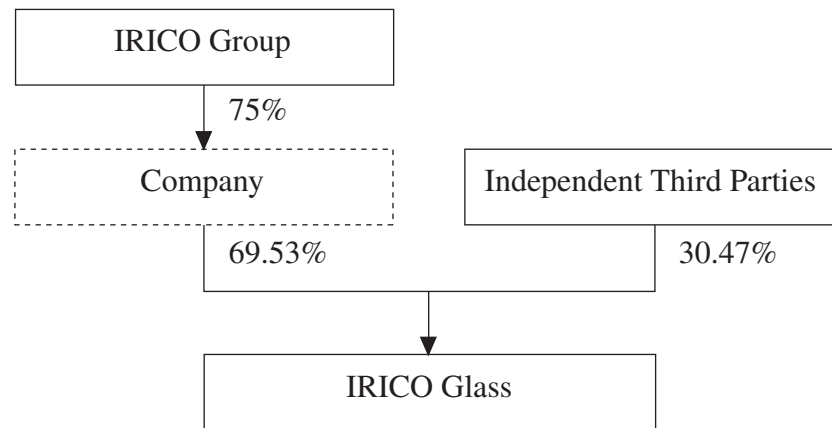 IRICO Group
75%
Company
Independent Third Parties
69.53%
30.47%
IRICO Glass